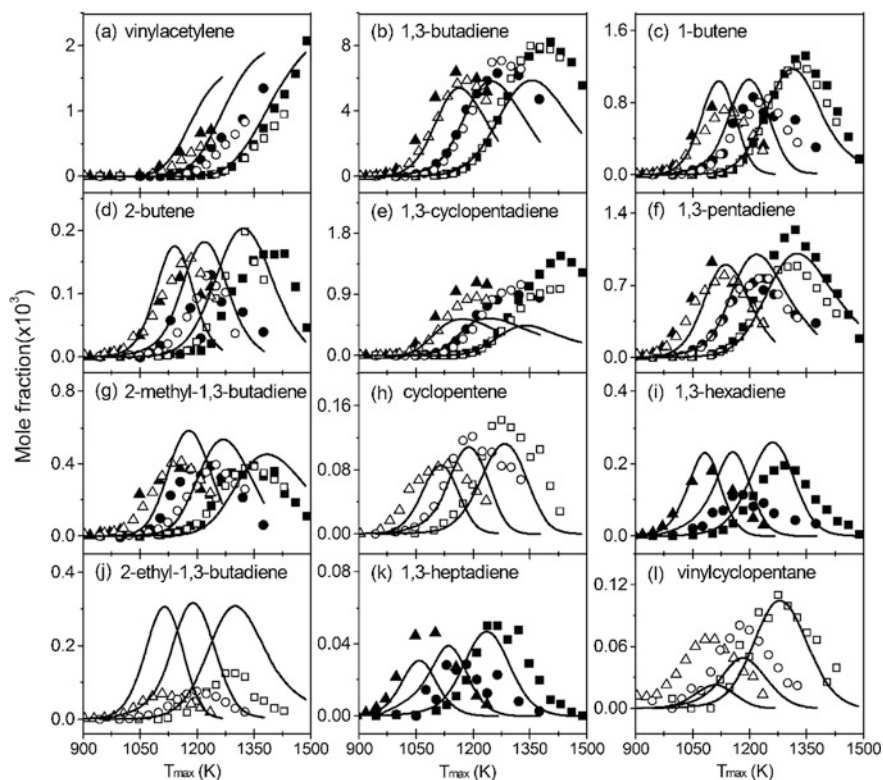 (a) vinylacetylene
(b) 1,3-butadiene
(c) 1-butene
2
1
0
8
4
0
1.8
1.2
0.6
0.0
(d) 2-butene
(e) 1,3-cyclopentadiene
(f) 1,3-pentadiene
0.2
0.1
0.0
1.8
0.9
0.0
1.4
0.7
0.0
Mole fraction(x10³)
(g) 2-methyl-1,3-butadiene
(h) cyclopentene
(i) 1,3-hexadiene
0.8
0.4
0.0
0.16
0.08
0.00
0.4
0.2
0.0
(j) 2-ethyl-1,3-butadiene
(k) 1,3-heptadiene
(l) vinylcyclopentane
0.4
0.2
0.0
0.08
0.04
0.00
0.12
0.06
0.00
900 1050 1200 1350 1500
900 1050 1200 1350 1500
900 1050 1200 1350 1500
Tmax (K)
Tmax (K)
Tmax (K)